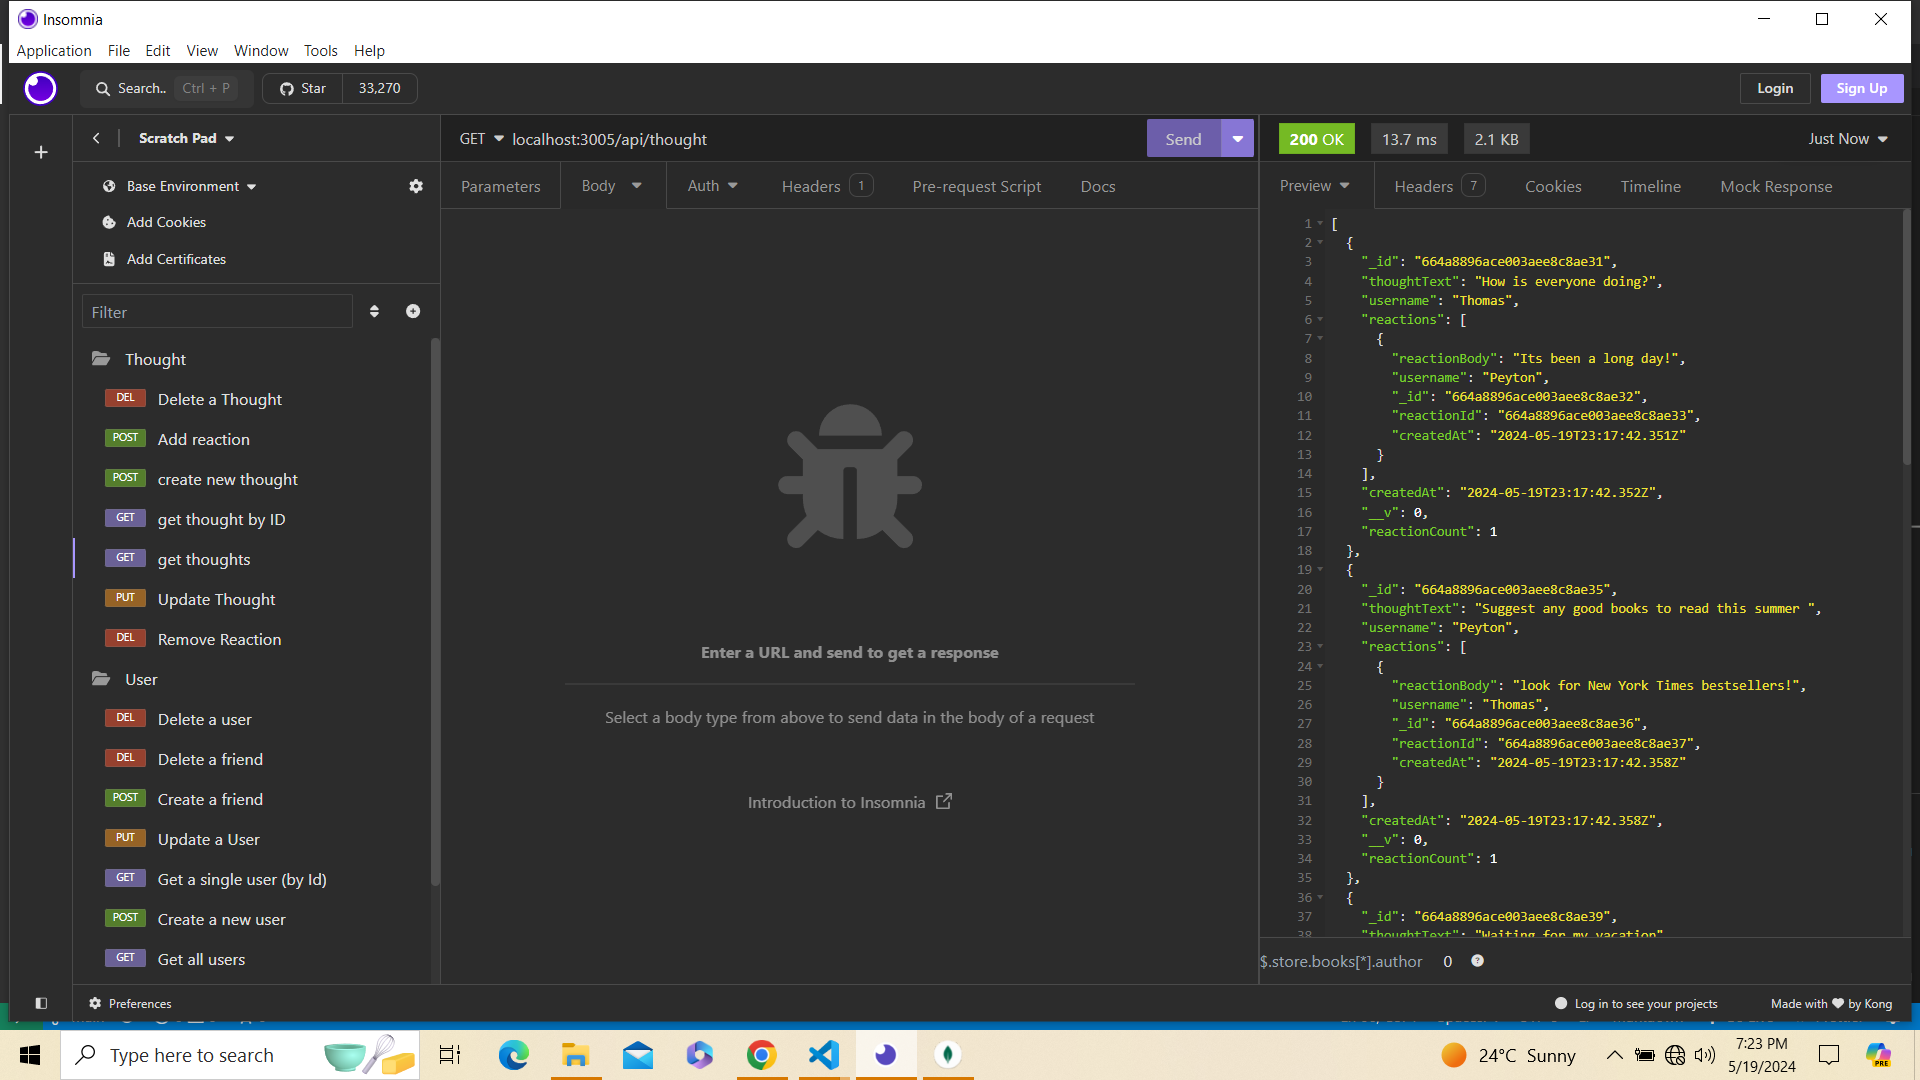 Insomnia
Application File Edit View Window Tools Help
Search.. Ctrl + P Star 33,270 Login Sign Up
Scratch Pad
Base Environment
Add Cookies
Add Certificates
Filter
Thought
DEL Delete a Thought
POST Add reaction
POST create new thought
GET get thought by ID
GET get thoughts
PUT Update Thought
DEL Remove Reaction
User
DEL Delete a user
DEL Delete a friend
POST Create a friend
PUT Update a User
GET Get a single user (by Id)
POST Create a new user
GET Get all users
Preferences
GET localhost:3005/api/thought Send
Parameters Body Auth Headers 1 Pre-request Script Docs
Enter a URL and send to get a response
Select a body type from above to send data in the body of a request
Introduction to Insomnia
200 OK 13.7 ms 2.1 KB Just Now
Preview Headers 7 Cookies Timeline Mock Response
1 [
2 {
3 "_id": "664a8896ace003aee8c8ae31",
4 "thoughtText": "How is everyone doing?",
5 "username": "Thomas",
6 "reactions": [
7 {
8 "reactionBody": "Its been a long day!",
9 "username": "Peyton",
10 "_id": "664a8896ace003aee8c8ae32",
11 "reactionId": "664a8896ace003aee8c8ae33",
12 "createdAt": "2024-05-19T23:17:42.351Z"
13 }
14 ],
15 "createdAt": "2024-05-19T23:17:42.352Z",
16 "__v": 0,
17 "reactionCount": 1
18 },
19 {
20 "_id": "664a8896ace003aee8c8ae35",
21 "thoughtText": "Suggest any good books to read this summer ",
22 "username": "Peyton",
23 "reactions": [
24 {
25 "reactionBody": "look for New York Times bestsellers!",
26 "username": "Thomas",
27 "_id": "664a8896ace003aee8c8ae36",
28 "reactionId": "664a8896ace003aee8c8ae37",
29 "createdAt": "2024-05-19T23:17:42.358Z"
30 }
31 ],
32 "createdAt": "2024-05-19T23:17:42.358Z",
33 "__v": 0,
34 "reactionCount": 1
35 },
36 {
37 "_id": "664a8896ace003aee8c8ae39",
38 "thoughtText": "Waiting for my vacation"
$.store.books[*].author 0
Log in to see your projects Made with by Kong
Type here to search
24°C Sunny
7:23 PM
5/19/2024
PRE